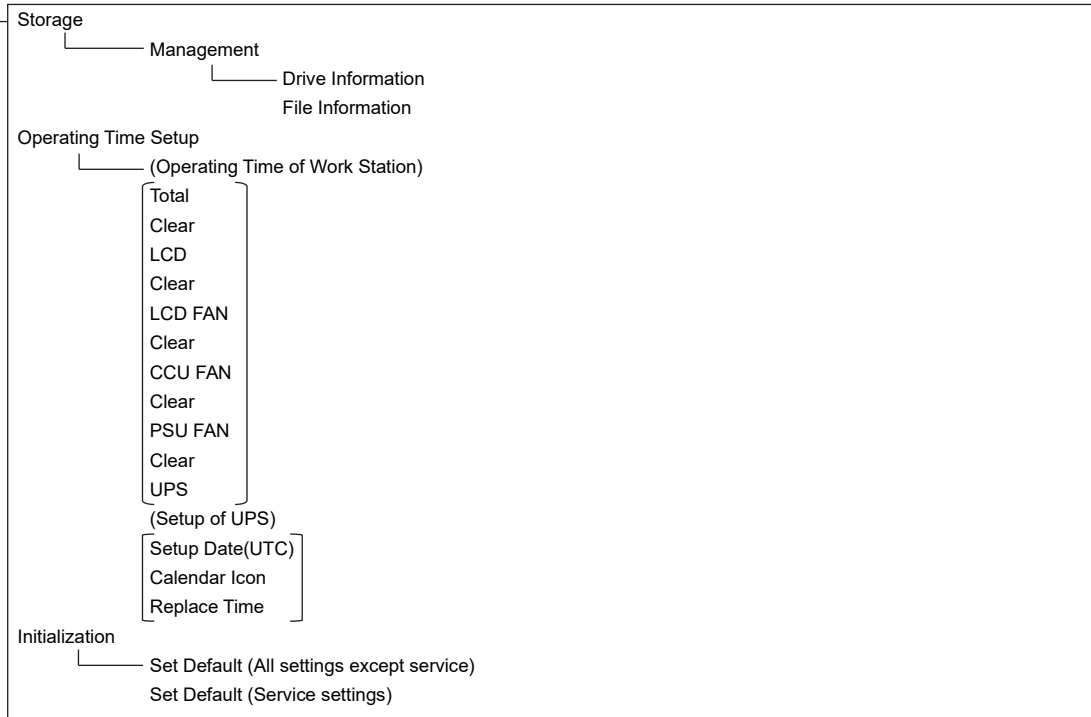 Storage
Management
Drive Information
File Information
Operating Time Setup
(Operating Time of Work Station)
Total
Clear
LCD
Clear
LCD FAN
Clear
CCU FAN
Clear
PSU FAN
Clear
UPS
(Setup of UPS)
Setup Date(UTC)
Calendar Icon
Replace Time
Initialization
Set Default (All settings except service)
Set Default (Service settings)